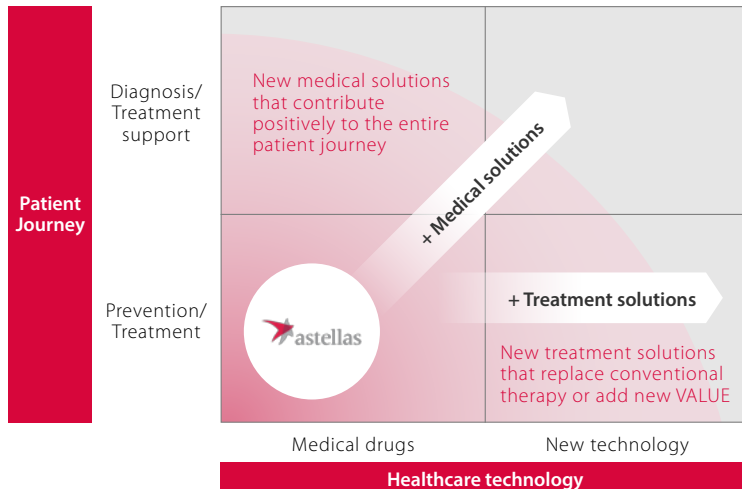 Patient
Journey
Diagnosis/
Treatment
support
Prevention/
Treatment
New medical solutions
that contribute
positively to the entire
patient journey
+ Medical solutions
astellas
+ Treatment solutions
New treatment solutions
that replace conventional
therapy or add new VALUE
Medical drugs
New technology
Healthcare technology